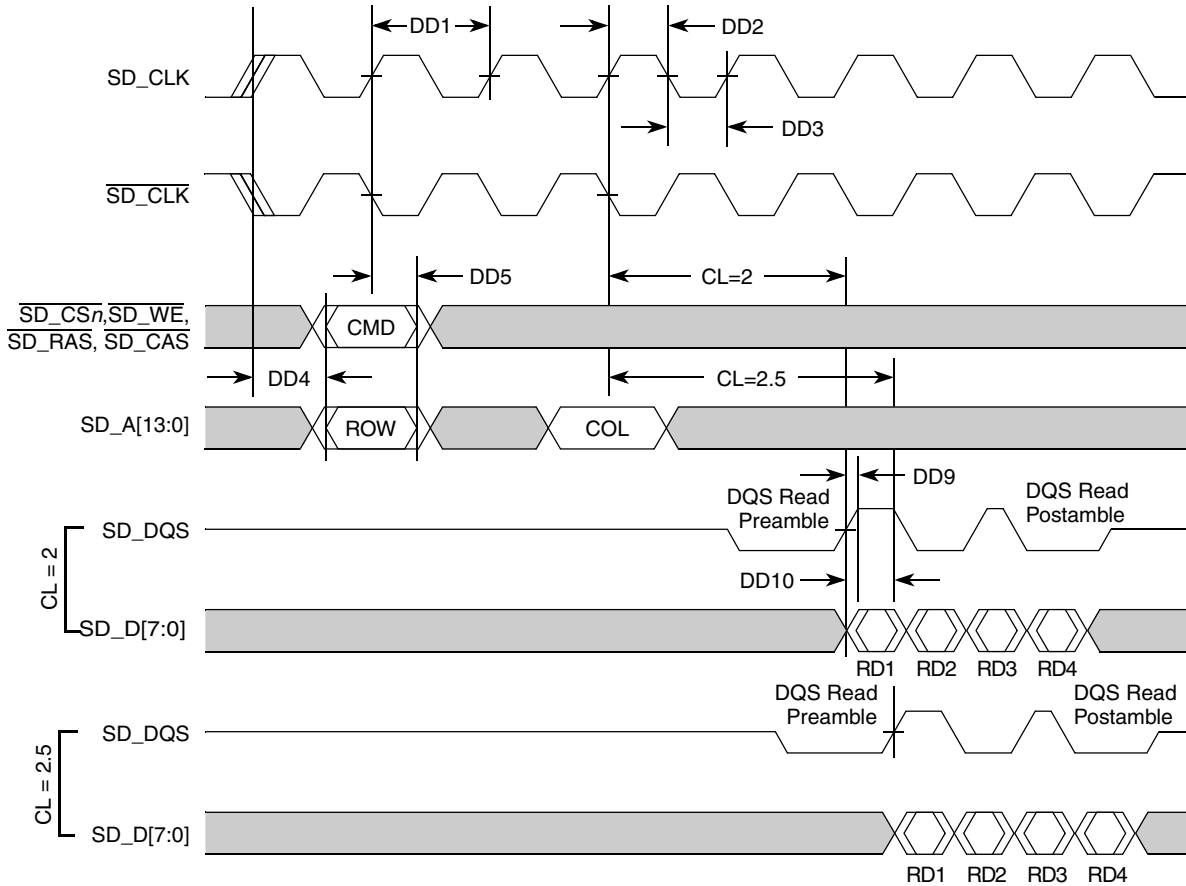 DD1
DD2
SD_CLK
DD3
SD_CLK
DD5
CL=2
SD_CSn,SD_WE,
SD_RAS, SD_CAS
CMD
DD4
CL=2.5
SD_A[13:0]
ROW
COL
DD9
DQS Read
Preamble
DQS Read
Postamble
SD_DQS
CL = 2
DD10
SD_D[7:0]
RD1 RD2 RD3 RD4
DQS Read
Preamble
DQS Read
Postamble
SD_DQS
CL = 2.5
SD_D[7:0]
RD1 RD2 RD3 RD4